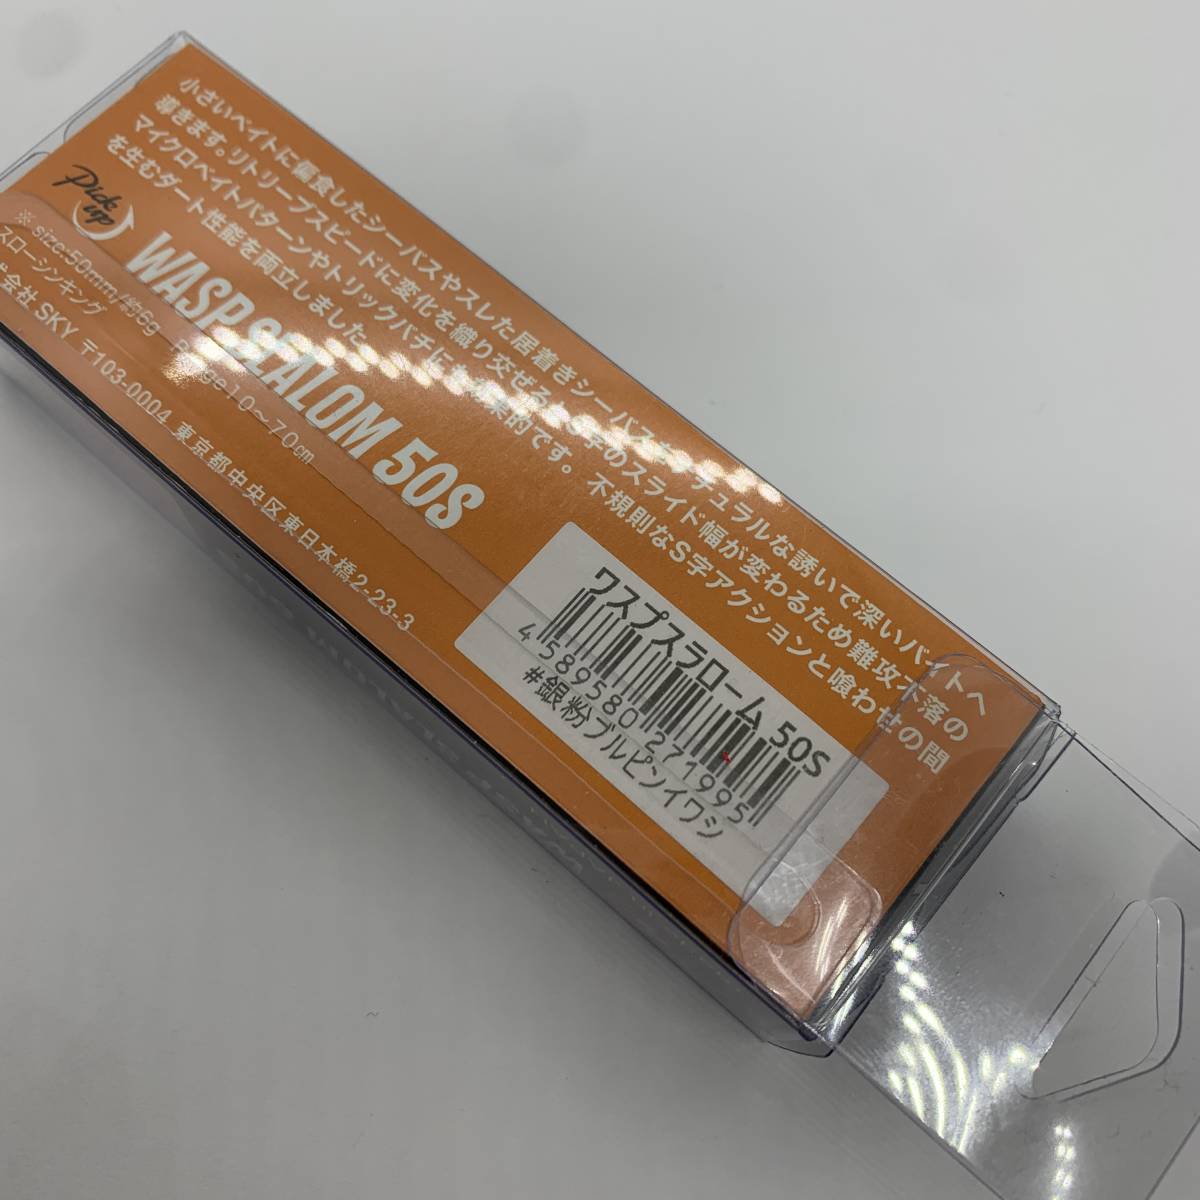 小さいベイトに偏食したシーバスやスレた居着きシーバスをナチュラルな誘いで深いバイトへ
導きます。リトリーブスピードに変化を織り交ぜるとS字のスライド幅が変わるため難攻不落の
マイクロベイトパターンやトリックバチにも効果的です。 不規則なS字アクションと喰わせの間
を生むダート性能を両立しました
Pick up
WASP SLALOM 50S
※ size:50mm/約6g Range10〜70cm
スローシンキング
会社 SKY 〒103-0004 東京都中央区東日本橋2-23-3
ワスプスラローム 50S
4589580271995
#銀粉ブルピンイワシ